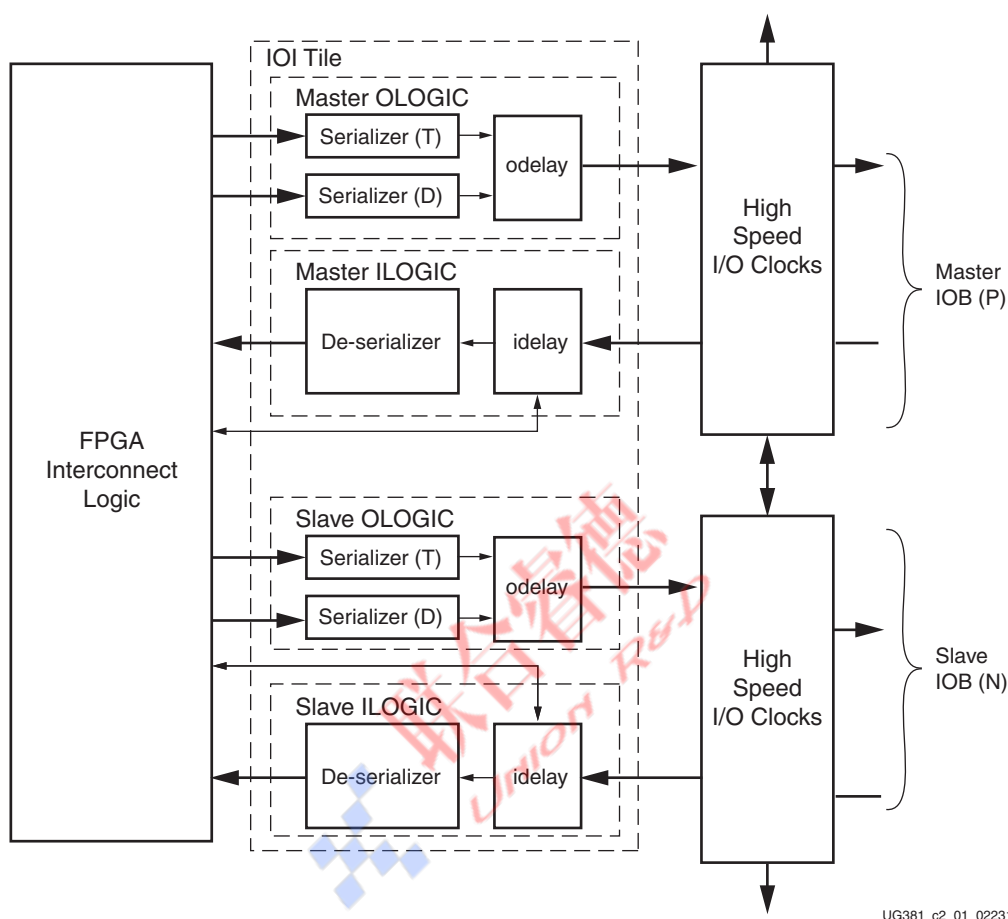 IOI Tile
Master OLOGIC
Serializer (T)
Serializer (D)
odelay
Master ILOGIC
De-serializer
idelay
FPGA
Interconnect
Logic
High
Speed
I/O Clocks
Master
IOB (P)
Slave OLOGIC
Serializer (T)
Serializer (D)
odelay
Slave ILOGIC
De-serializer
idelay
High
Speed
I/O Clocks
Slave
IOB (N)
联合睿德
UNION R&D